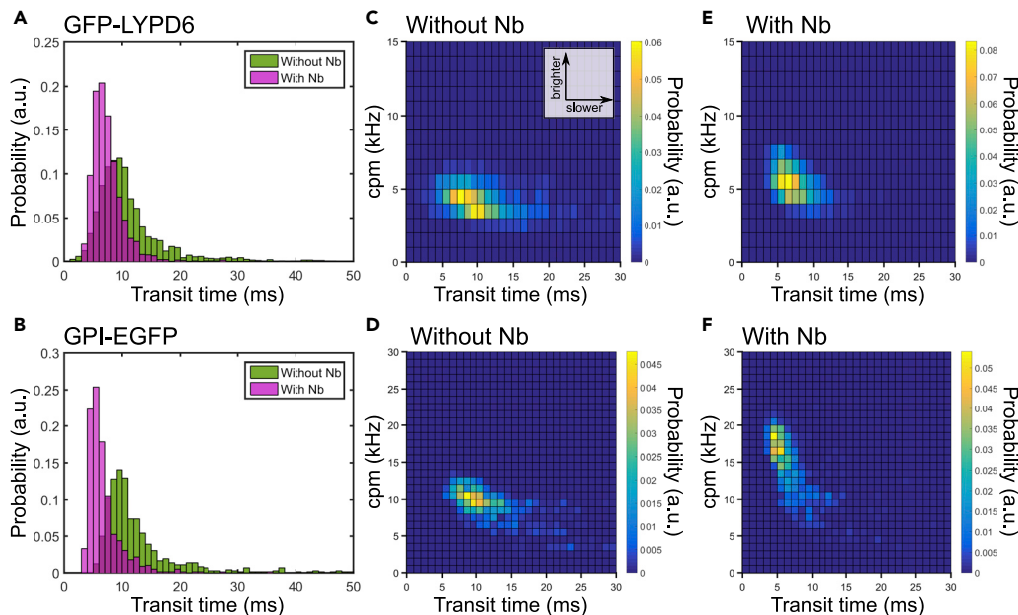 A
GFP-LYPD6
0.25
0.2
0.15
0.1
0.05
0
Probability (a.u.)
Without Nb
With Nb
0 10 20 30 40 50
Transit time (ms)
C
Without Nb
15
10
5
0
cpm (kHz)
brighter
slower
0 5 10 15 20 25 30
Transit time (ms)
0.06
0.05
0.04
0.03
0.02
0.01
0
Probability (a.u.)
E
With Nb
15
10
5
0
cpm (kHz)
0 5 10 15 20 25 30
Transit time (ms)
0.08
0.07
0.06
0.05
0.04
0.03
0.02
0.01
0
Probability (a.u.)
B
GPI-EGFP
0.3
0.25
0.2
0.15
0.1
0.05
0
Probability (a.u.)
Without Nb
With Nb
0 10 20 30 40 50
Transit time (ms)
D
Without Nb
30
25
20
15
10
5
0
cpm (kHz)
0 5 10 15 20 25 30
Transit time (ms)
0045
004
0035
003
0025
002
0015
001
0005
0
Probability (a.u.)
F
With Nb
30
25
20
15
10
5
0
cpm (kHz)
0 5 10 15 20 25 30
Transit time (ms)
0.05
0.045
0.04
0.035
0.03
0.025
0.02
0.015
0.01
0.005
0
Probability (a.u.)